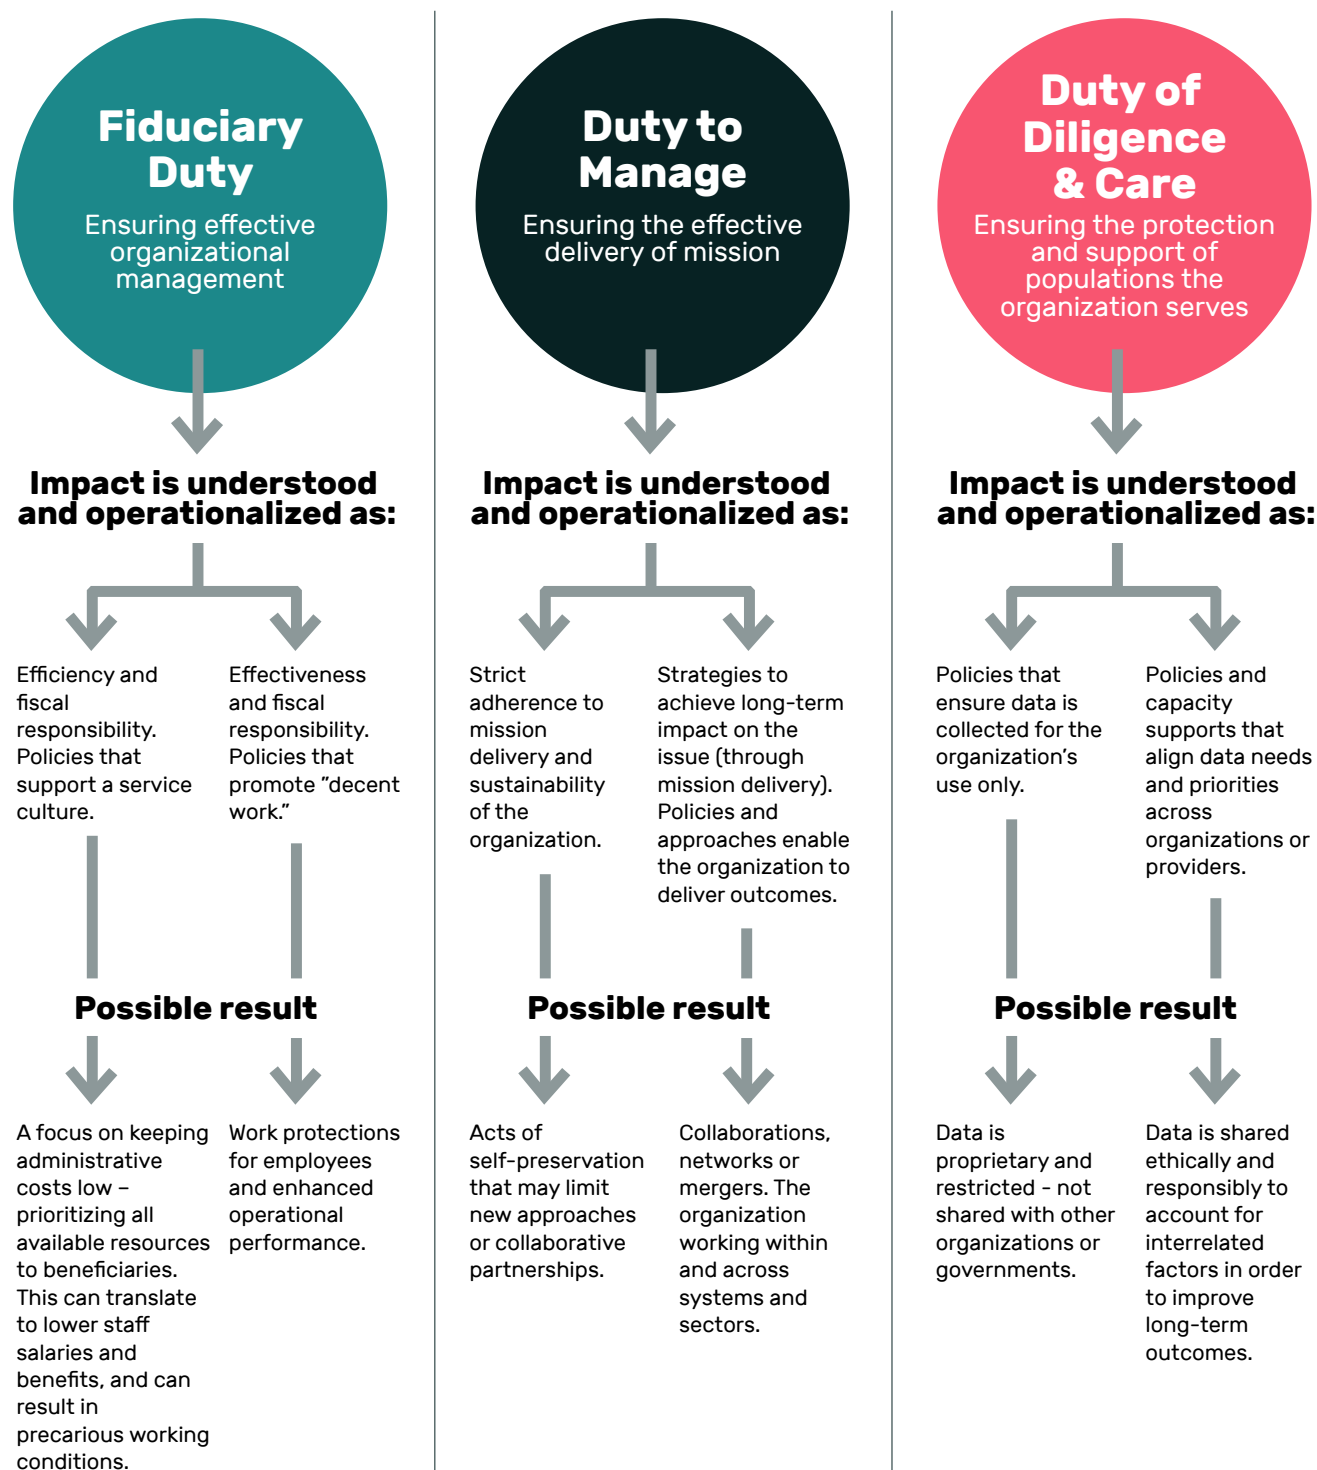 Fiduciary
Duty
Ensuring effective
organizational
management
Impact is understood
and operationalized as:
Efficiency and
fiscal
responsibility.
Policies that
support a service
culture.
Effectiveness
and fiscal
responsibility.
Policies that
promote "decent
work."
Possible result
A focus on keeping
administrative
costs low –
prioritizing all
available resources
to beneficiaries.
This can translate
to lower staff
salaries and
benefits, and can
result in
precarious working
conditions.
Work protections
for employees
and enhanced
operational
performance.
Duty to
Manage
Ensuring the effective
delivery of mission
Impact is understood
and operationalized as:
Strict
adherence to
mission
delivery and
sustainability
of the
organization.
Strategies to
achieve long-term
impact on the
issue (through
mission delivery).
Policies and
approaches enable
the organization to
deliver outcomes.
Possible result
Acts of
self-preservation
that may limit
new approaches
or collaborative
partnerships.
Collaborations,
networks or
mergers. The
organization
working within
and across
systems and
sectors.
Duty of
Diligence
& Care
Ensuring the protection
and support of
populations the
organization serves
Impact is understood
and operationalized as:
Policies that
ensure data is
collected for the
organization's
use only.
Policies and
capacity
supports that
align data needs
and priorities
across
organizations or
providers.
Possible result
Data is
proprietary and
restricted - not
shared with other
organizations or
governments.
Data is shared
ethically and
responsibly to
account for
interrelated
factors in order
to improve
long-term
outcomes.